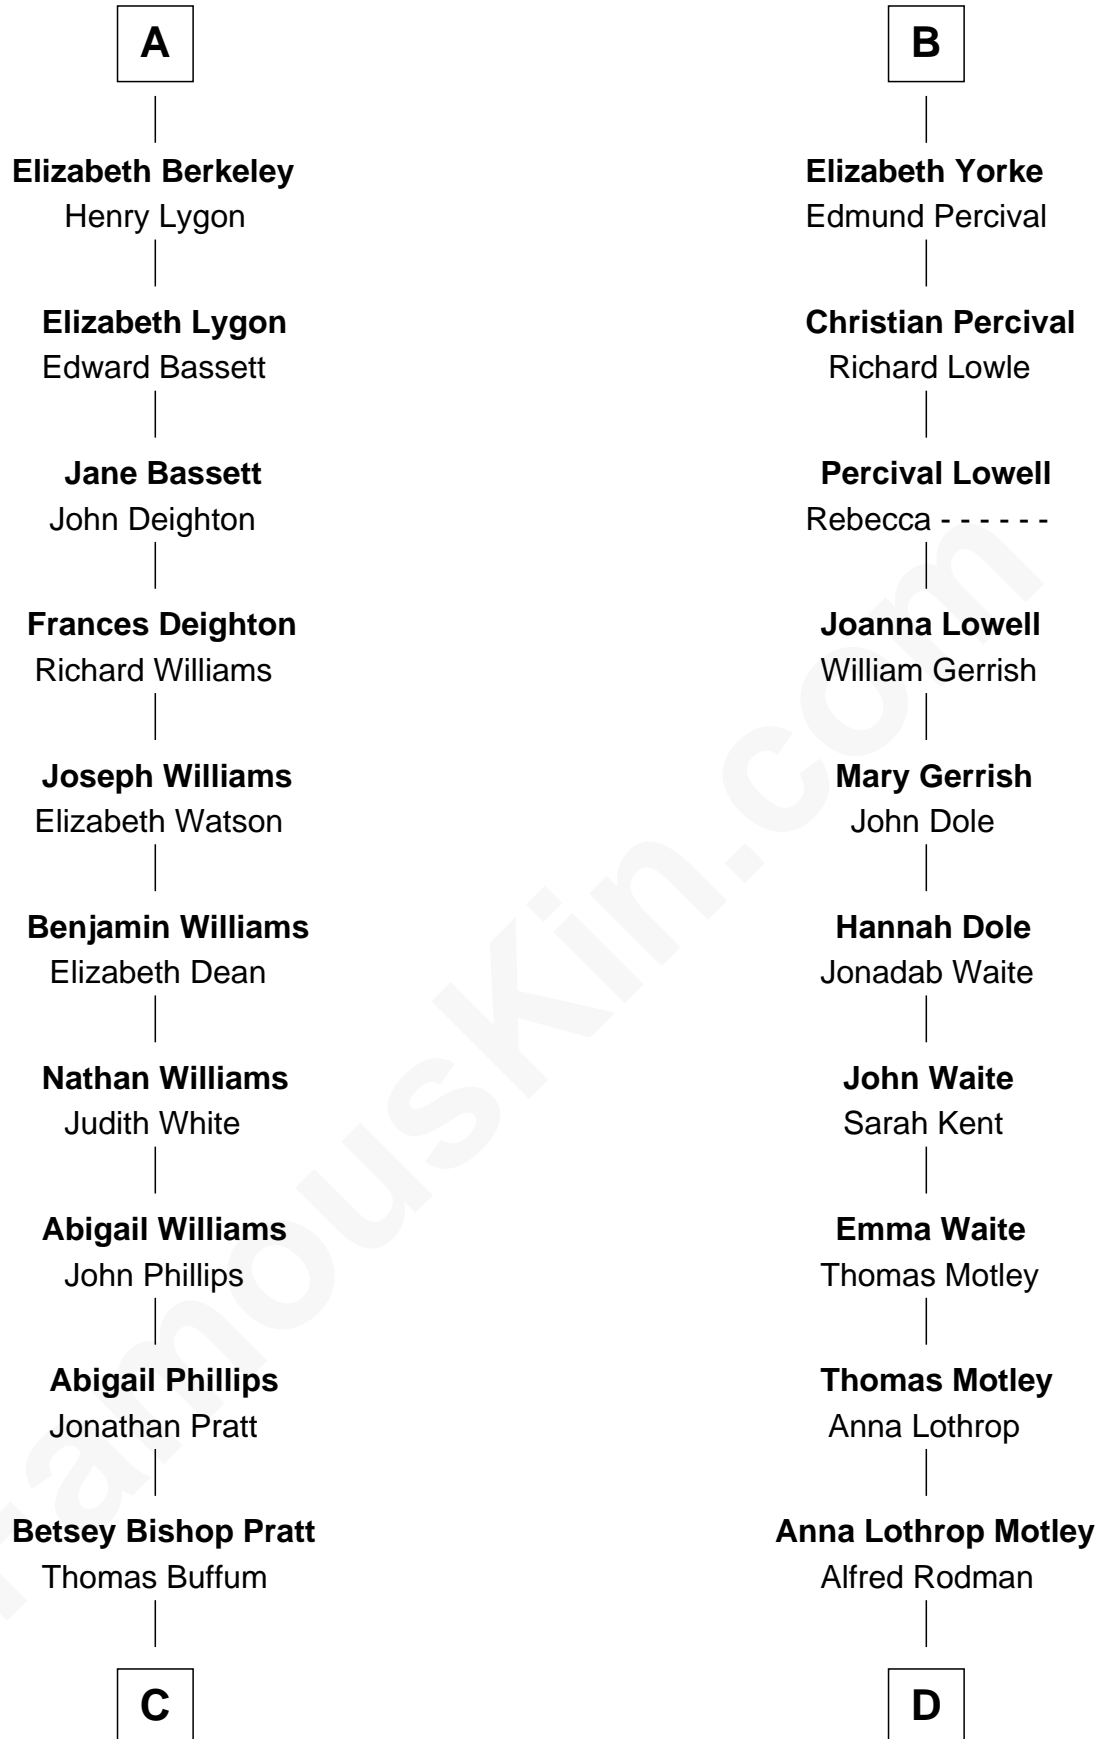 A
Elizabeth Berkeley
Henry Lygon
Elizabeth Lygon
Edward Bassett
Jane Bassett
John Deighton
Frances Deighton
Richard Williams
Joseph Williams
Elizabeth Watson
Benjamin Williams
Elizabeth Dean
Nathan Williams
Judith White
Abigail Williams
John Phillips
Abigail Phillips
Jonathan Pratt
Betsey Bishop Pratt
Thomas Buffum
C
B
Elizabeth Yorke
Edmund Percival
Christian Percival
Richard Lowle
Percival Lowell
Rebecca - - - - - -
Joanna Lowell
William Gerrish
Mary Gerrish
John Dole
Hannah Dole
Jonadab Waite
John Waite
Sarah Kent
Emma Waite
Thomas Motley
Thomas Motley
Anna Lothrop
Anna Lothrop Motley
Alfred Rodman
D
FamousKin.com